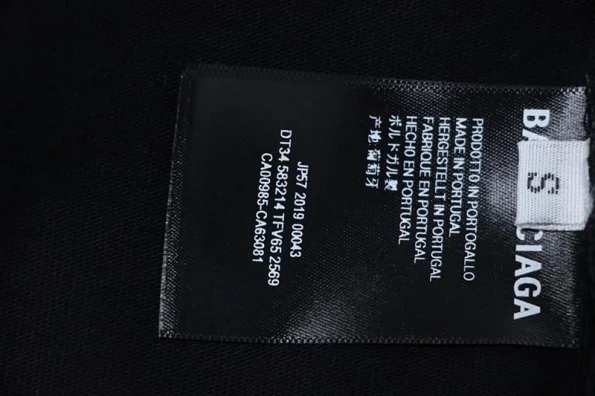 BA CIAGA
S
PRODOTTO IN PORTOGALLO
MADE IN PORTUGAL
HERGESTELLT IN PORTUGAL
FABRIQUE EN PORTUGAL
HECHO EN PORTUGAL
ポルトガル製
产地:葡萄牙
JP57 2019 00043
DT34 583214 TFV65 2569
CA00985-CA63081